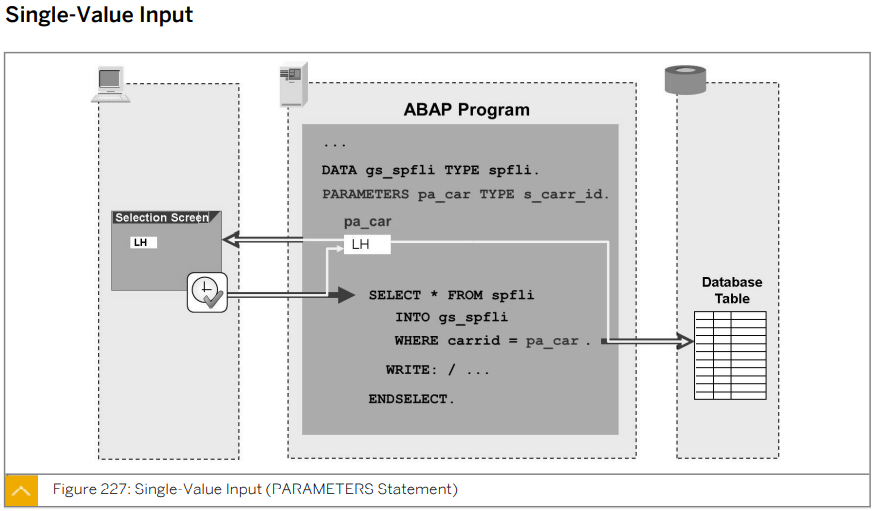 Single-Value Input
ABAP Program
...
DATA gs_spfli TYPE spfli.
PARAMETERS pa_car TYPE s_carr_id.
Selection Screen
LH
pa_car
LH
SELECT * FROM spfli
INTO gs_spfli
WHERE carrid = pa_car .
WRITE: / ...
ENDSELECT.
Database
Table
Figure 227: Single-Value Input (PARAMETERS Statement)